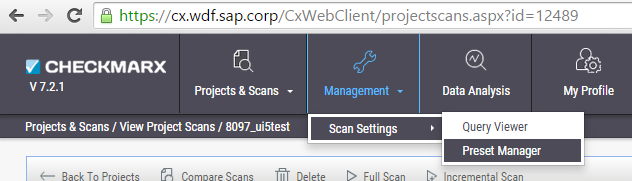 https://cx.wdf.sap.corp/CxWebClient/projectscans.aspx?id=12489
CHECKMARX
V 7.2.1
Projects & Scans
Management
Data Analysis
My Profile
Projects & Scans / View Project Scans / 8097_ui5test
Scan Settings
Query Viewer
Preset Manager
Back To Projects
Compare Scans
Delete
Full Scan
Incremental Scan